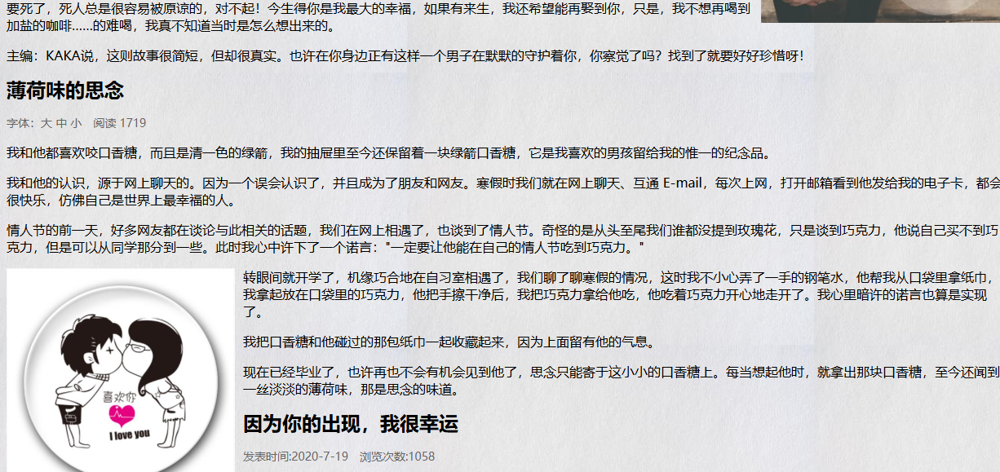 要死了，死人总是很容易被原谅的，对不起！今生得你是我最大的幸福，如果有来生，我还希望能再娶到你，只是，我不想再喝到
加盐的咖啡......的难喝，我真不知道当时是怎么想出来的。
主编：KAKA说，这则故事很简短，但却很真实。也许在你身边正有这样一个男子在默默的守护着你，你察觉了吗？找到了就要好好珍惜呀！
薄荷味的思念
字体：大 中 小 阅读 1719
我和他都喜欢咬口香糖，而且是清一色的绿箭，我的抽屉里至今还保留着一块绿箭口香糖，它是我喜欢的男孩留给我的惟一的纪念品。
我和他的认识，源于网上聊天的。因为一个误会认识了，并且成为了朋友和网友。寒假时我们就在网上聊天、互通 E-mail，每次上网，打开邮箱看到他发给我的电子卡，都会
很快乐，仿佛自己是世界上最幸福的人。
情人节的前一天，好多网友都在谈论与此相关的话题，我们在网上相遇了，也谈到了情人节。奇怪的是从头至尾我们谁都没提到玫瑰花，只是谈到巧克力，他说自己买不到巧
克力，但是可以从同学那分到一些。此时我心中许下了一个诺言："一定要让他能在自己的情人节吃到巧克力。"
转眼间就开学了，机缘巧合地在自习室相遇了，我们聊了聊寒假的情况，这时我不小心弄了一手的钢笔水，他帮我从口袋里拿纸巾，
我拿起放在口袋里的巧克力，他把手擦干净后，我把巧克力拿给他吃，他吃着巧克力开心地走开了。我心里暗许的诺言也算是实现
了。
我把口香糖和他碰过的那包纸巾一起收藏起来，因为上面留有他的气息。
现在已经毕业了，也许再也不会有机会见到他了，思念只能寄于这小小的口香糖上。每当想起他时，就拿出那块口香糖，至今还闻到
一丝淡淡的薄荷味，那是思念的味道。
喜欢你
I love you
因为你的出现，我很幸运
发表时间:2020-7-19 浏览次数:1058